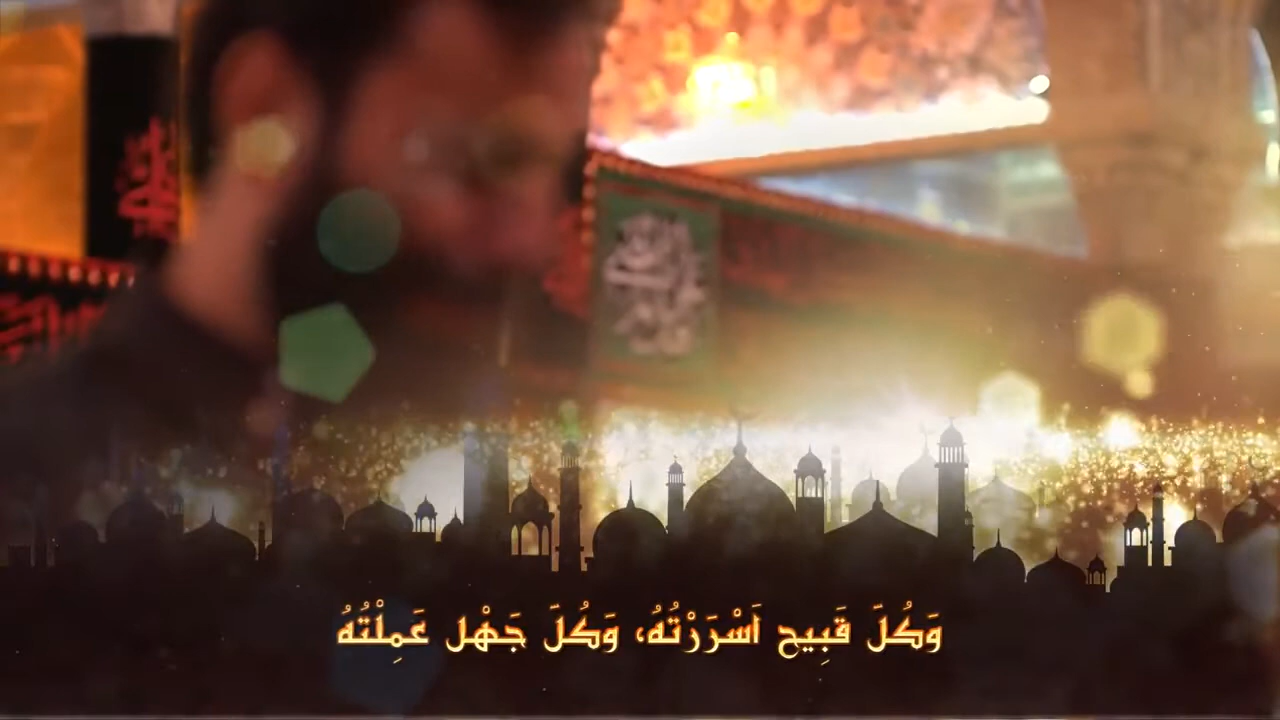 وَكُلَّ قَبِيح اَسْرَرْتُهُ، وَكُلَّ جَهْل عَمِلْتُهُ